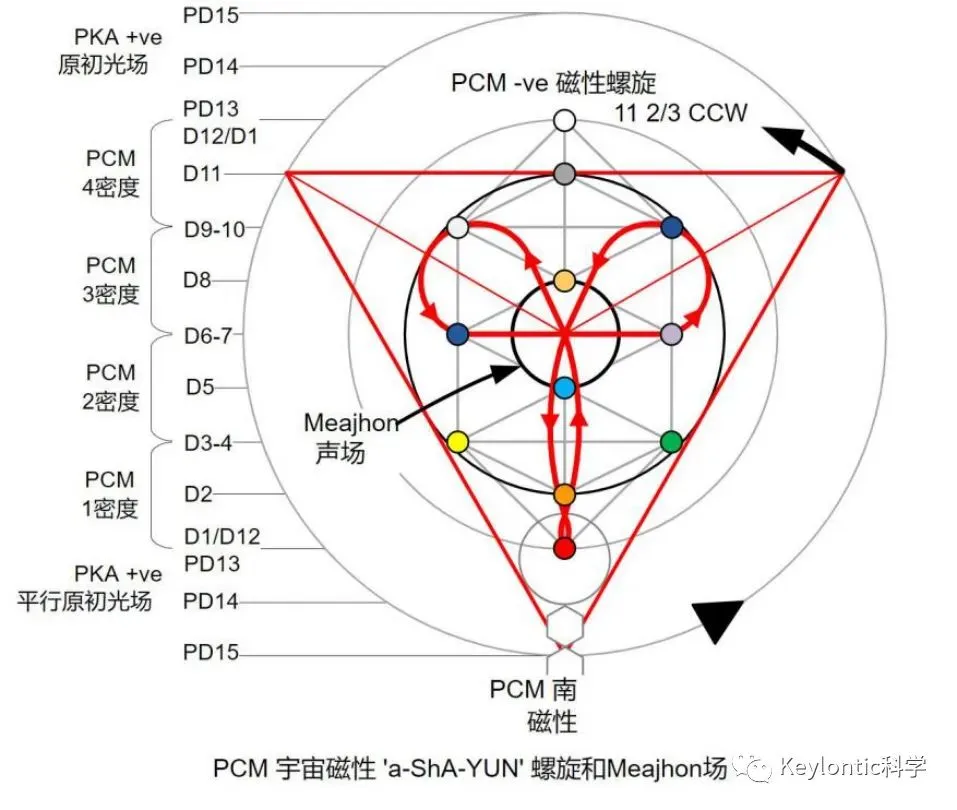 PD15
PKA +ve
原初光场
PD14
PCM -ve 磁性螺旋
PD13
11 2/3 CCW
D12/D1
PCM
4密度
D11
D9-10
PCM
3密度
D8
D6-7
PCM
2密度
D5
Meajhon
声场
D3-4
PCM
1密度
D2
D1/D12
PD13
PKA +ve
平行原初光场
PD14
PD15
PCM 南
磁性
PCM 宇宙磁性 'a-ShA-YUN' 螺旋和Meajhon场
Keylontic科学